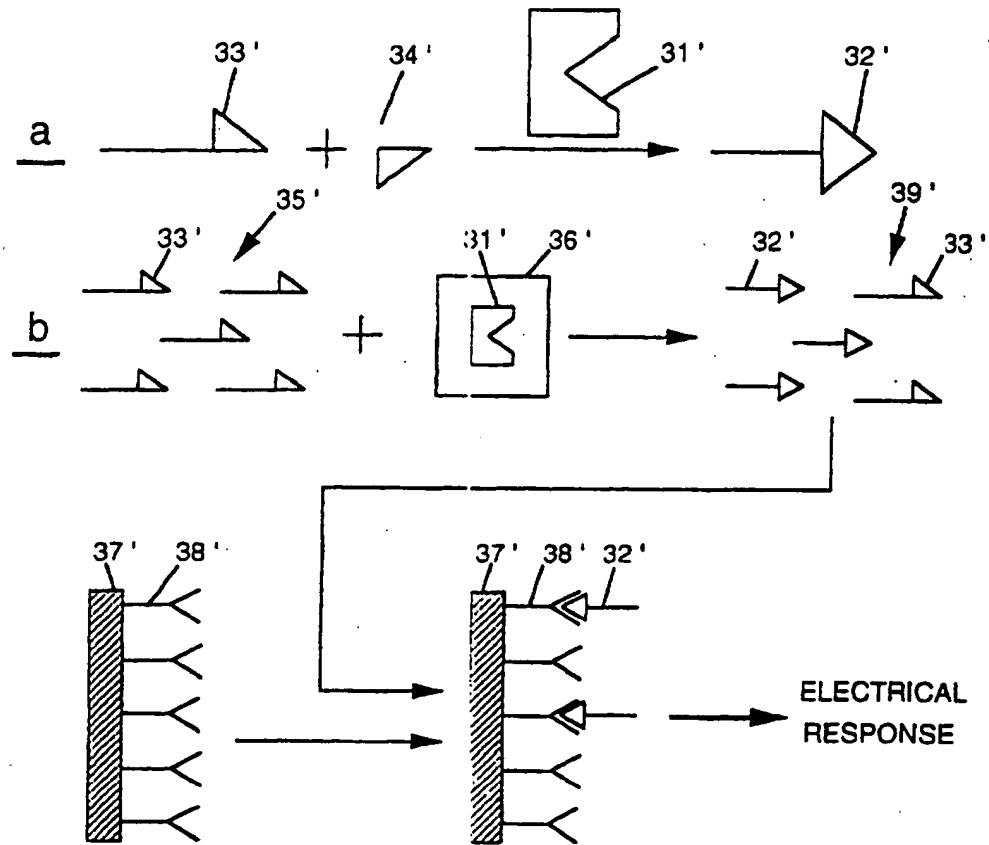 33' 34' 31' 32'
a +
33' 35' 31' 36' 32' 39' 33'
b +
37' 38' 37' 38' 32'
ELECTRICAL
RESPONSE